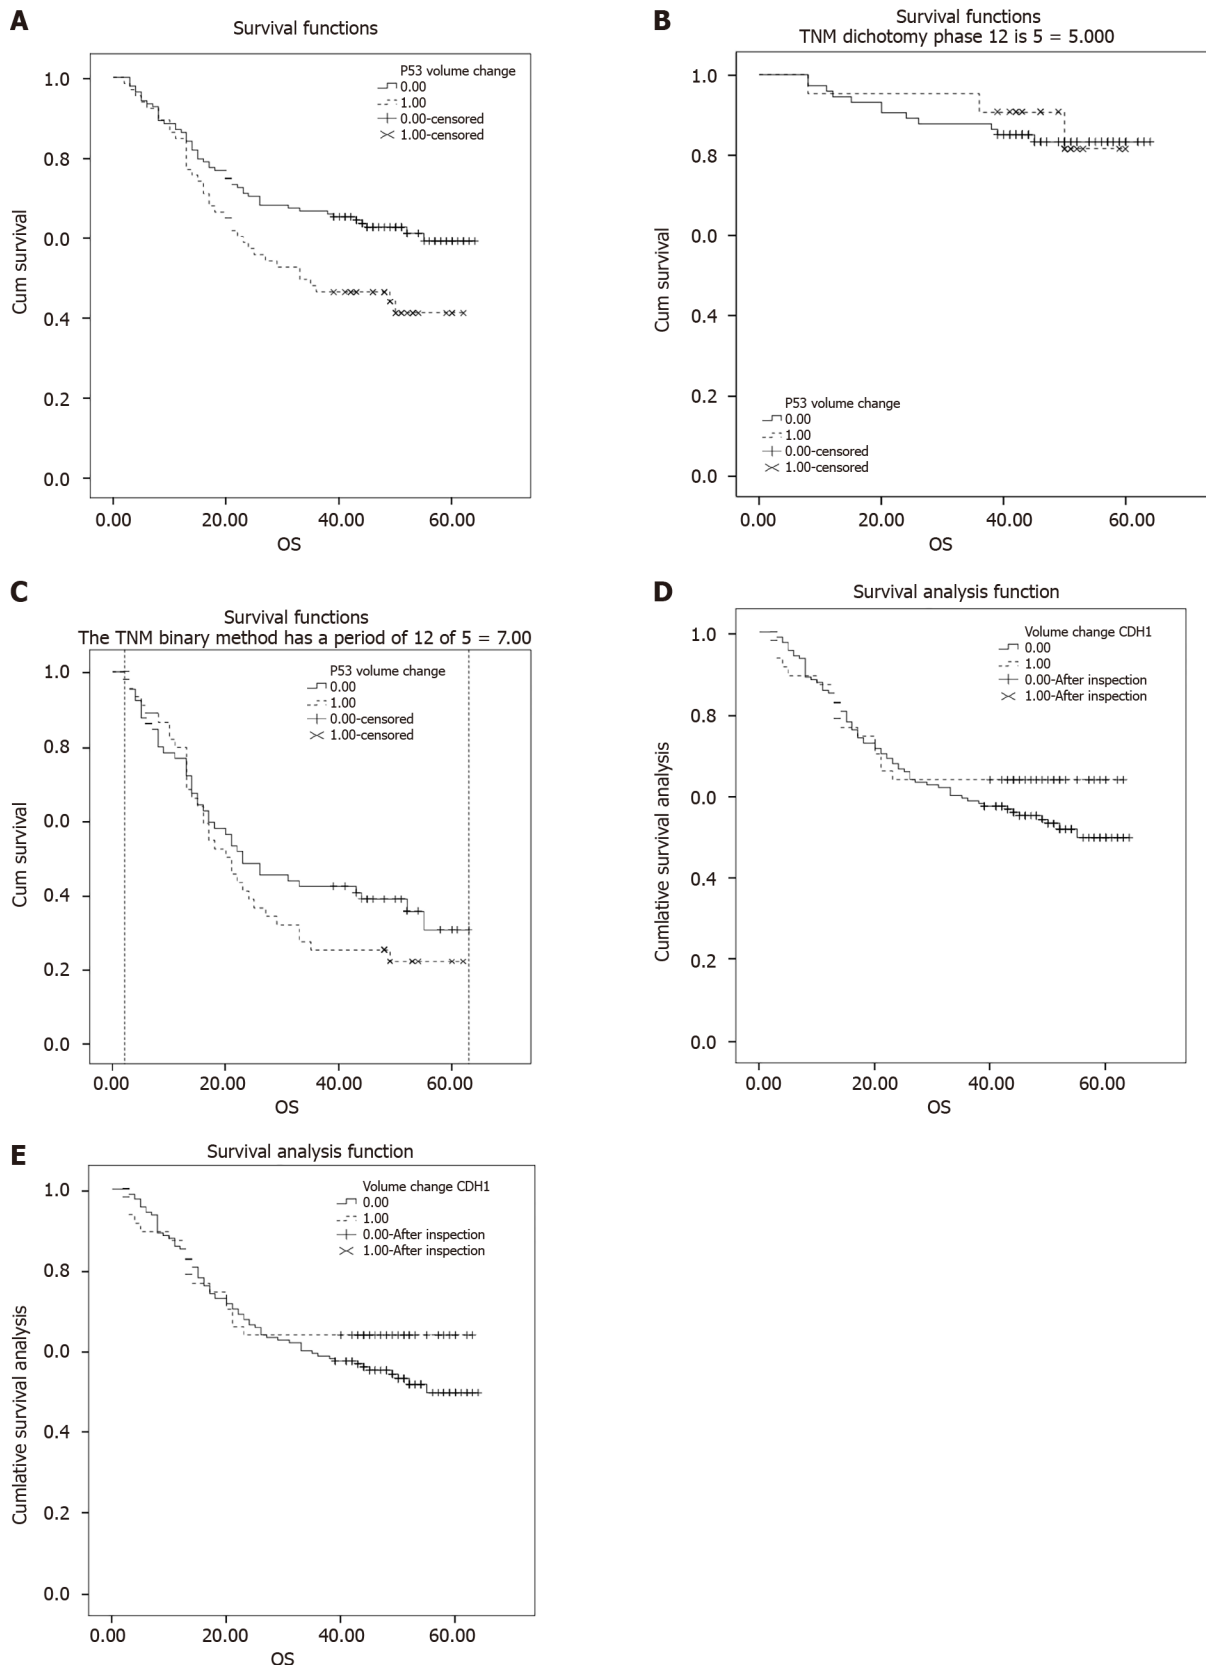 A
Survival functions
P53 volume change
0.00
1.00
0.00-censored
1.00-censored
1.0
0.8
0.0
0.4
0.2
0.0
Cum survival
0.00 20.00 40.00 60.00
OS
B
Survival functions
TNM dichotomy phase 12 is 5 = 5.000
1.0
0.8
0.0
0.4
0.2
0.0
Cum survival
P53 volume change
0.00
1.00
0.00-censored
1.00-censored
0.00 20.00 40.00 60.00
OS
C
Survival functions
The TNM binary method has a period of 12 of 5 = 7.00
P53 volume change
0.00
1.00
0.00-censored
1.00-censored
1.0
0.8
0.0
0.4
0.2
0.0
Cum survival
0.00 20.00 40.00 60.00
OS
D
Survival analysis function
Volume change CDH1
0.00
1.00
0.00-After inspection
1.00-After inspection
1.0
0.8
0.0
0.4
0.2
0.0
Cumlative survival analysis
0.00 20.00 40.00 60.00
OS
E
Survival analysis function
Volume change CDH1
0.00
1.00
0.00-After inspection
1.00-After inspection
1.0
0.8
0.0
0.4
0.2
0.0
Cumlative survival analysis
0.00 20.00 40.00 60.00
OS